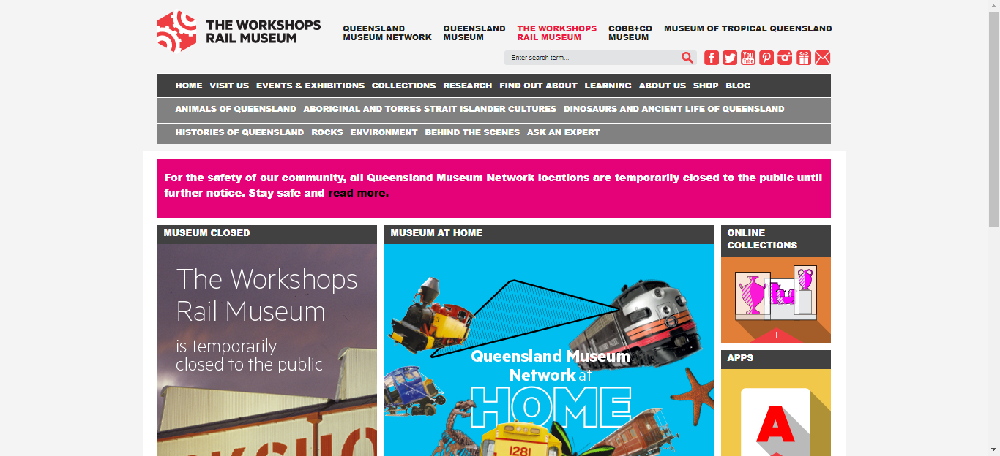 THE WORKSHOPS
RAIL MUSEUM
QUEENSLAND
MUSEUM NETWORK
QUEENSLAND
MUSEUM
THE WORKSHOPS
RAIL MUSEUM
COBB+CO
MUSEUM
MUSEUM OF TROPICAL QUEENSLAND
Enter search term...
You
Tube
HOME VISIT US EVENTS & EXHIBITIONS COLLECTIONS RESEARCH FIND OUT ABOUT LEARNING ABOUT US SHOP BLOG
ANIMALS OF QUEENSLAND ABORIGINAL AND TORRES STRAIT ISLANDER CULTURES DINOSAURS AND ANCIENT LIFE OF QUEENSLAND
HISTORIES OF QUEENSLAND ROCKS ENVIRONMENT BEHIND THE SCENES ASK AN EXPERT
For the safety of our community, all Queensland Museum Network locations are temporarily closed to the public until
further notice. Stay safe and read more.
MUSEUM CLOSED
The Workshops
Rail Museum
is temporarily
closed to the public
MUSEUM AT HOME
Queensland Museum
Network at
HOME
1281
ONLINE
COLLECTIONS
+
APPS
A